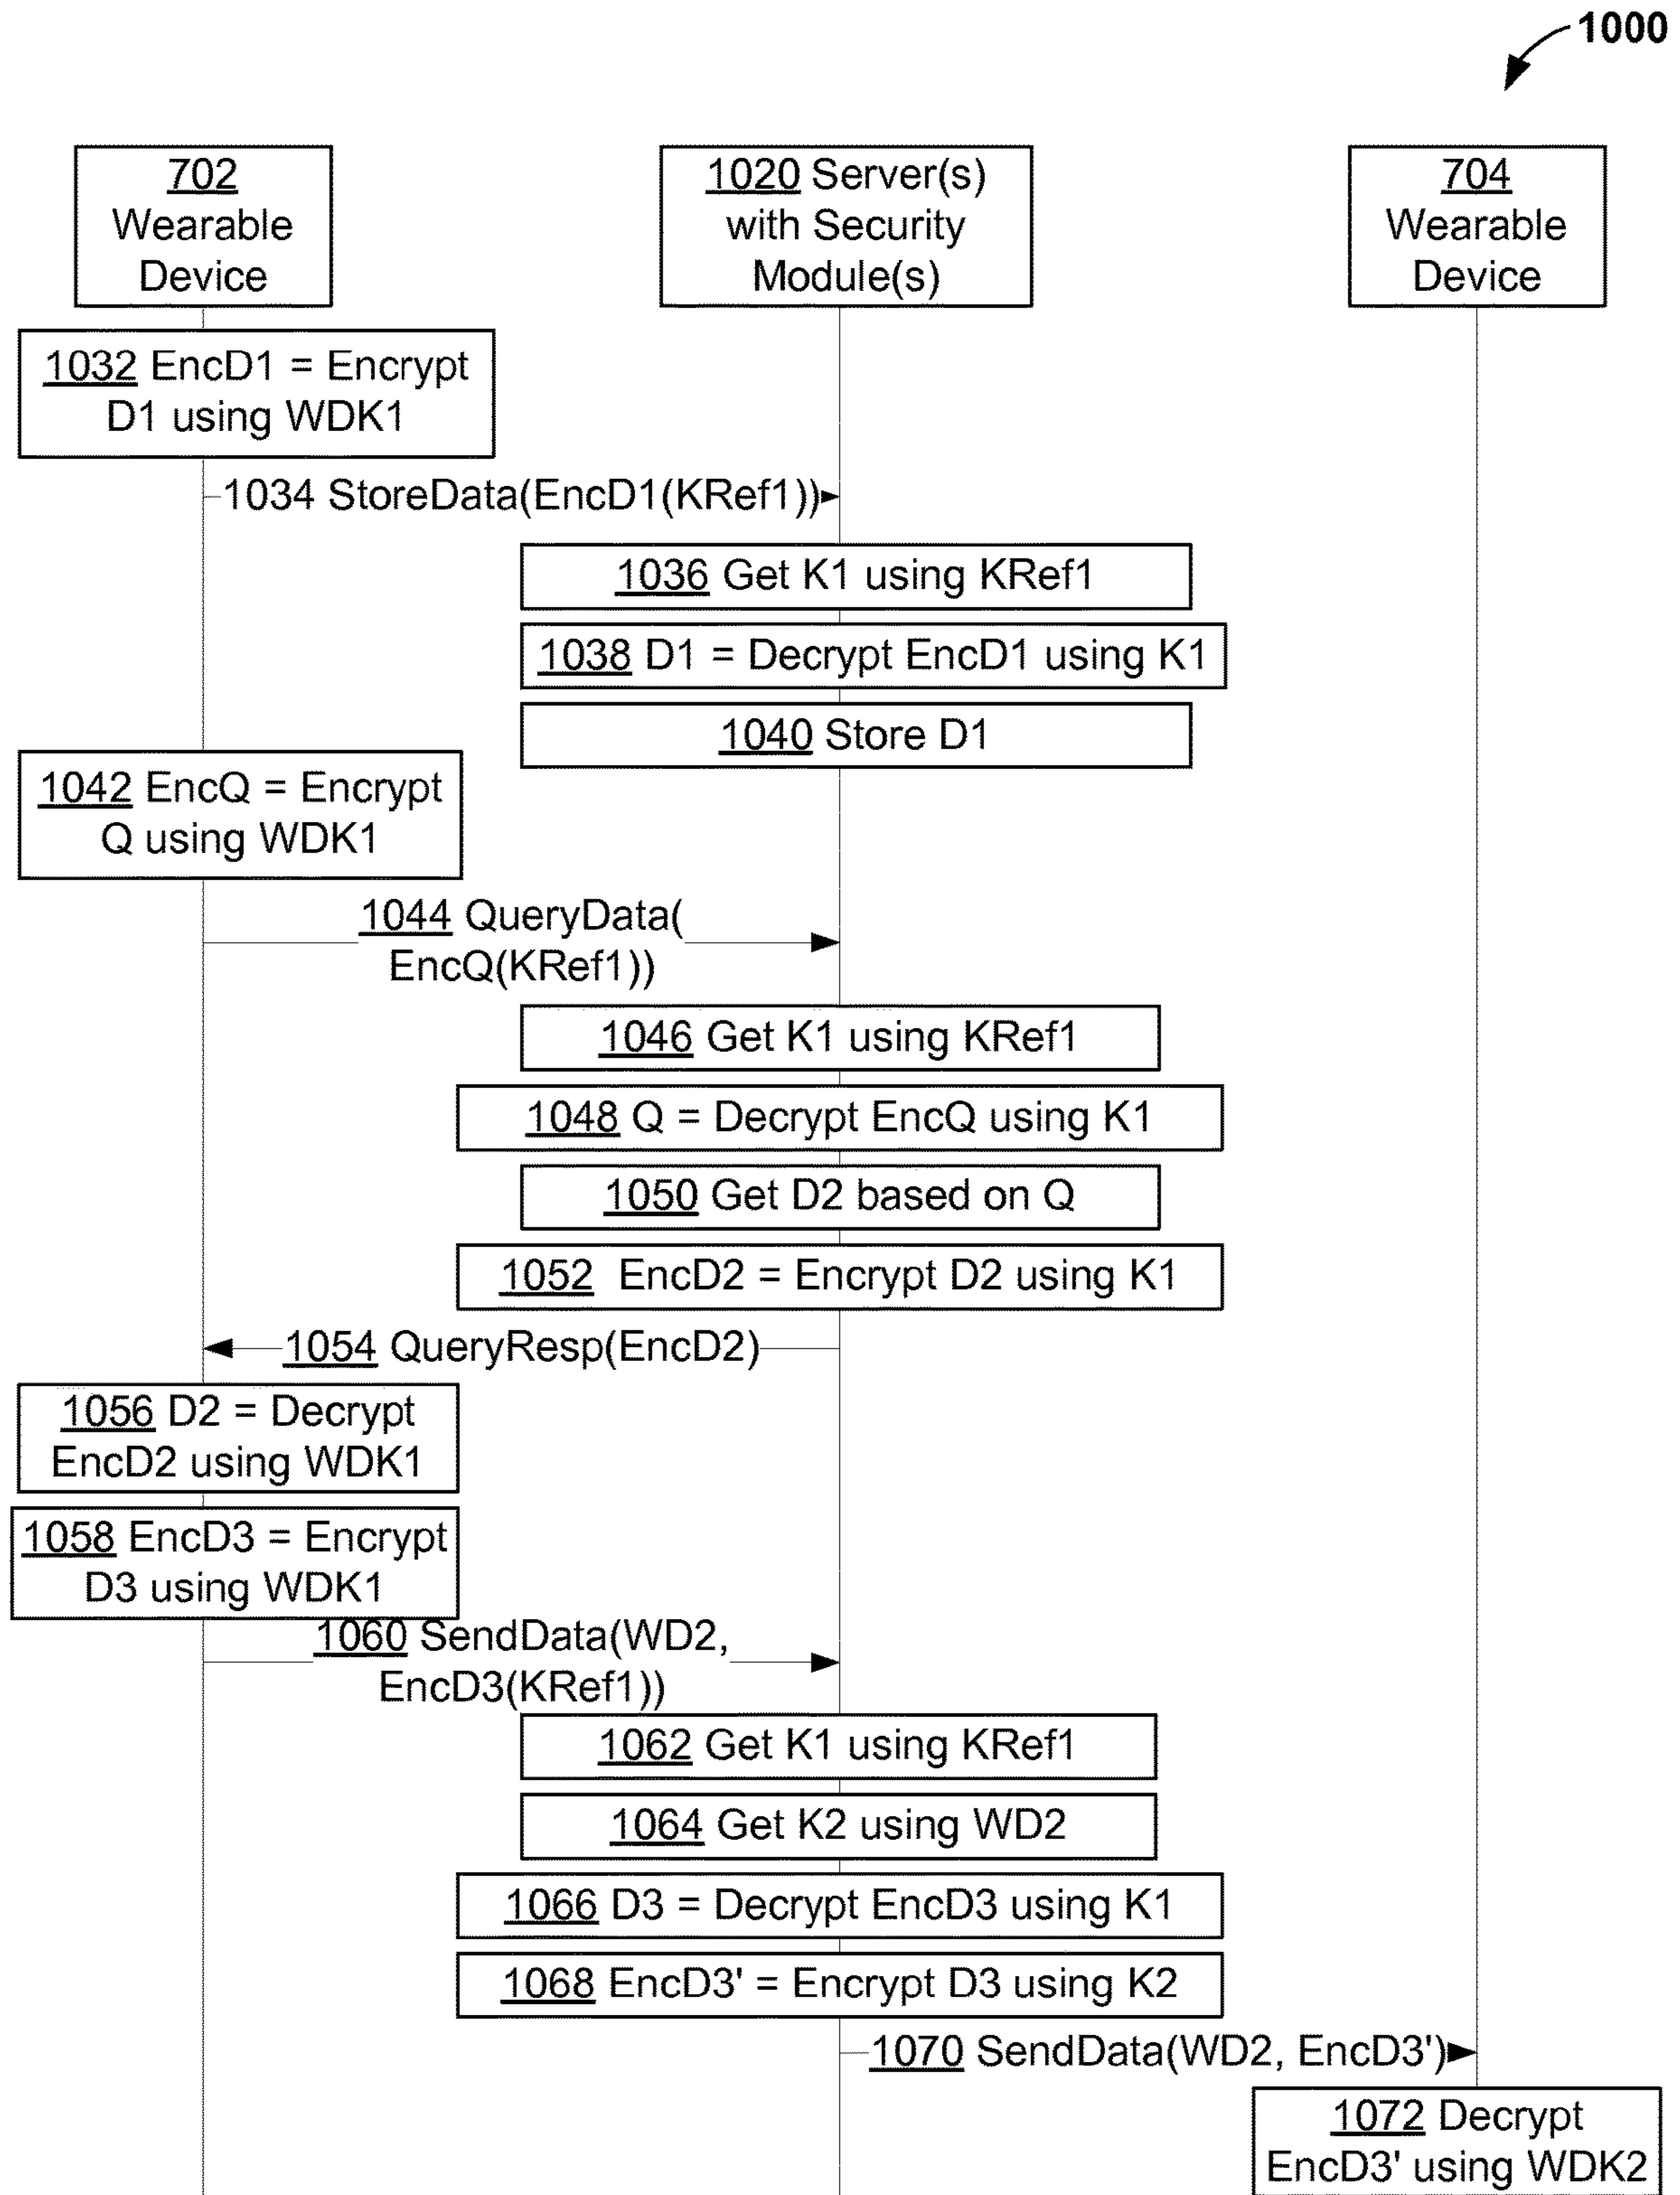 1000
702
Wearable
Device
1020 Server(s)
with Security
Module(s)
704
Wearable
Device
1032 EncD1 = Encrypt
D1 using WDK1
1034 StoreData(EncD1(KRef1))
1036 Get K1 using KRef1
1038 D1 = Decrypt EncD1 using K1
1040 Store D1
1042 EncQ = Encrypt
Q using WDK1
1044 QueryData(
EncQ(KRef1))
1046 Get K1 using KRef1
1048 Q = Decrypt EncQ using K1
1050 Get D2 based on Q
1052 EncD2 = Encrypt D2 using K1
1054 QueryResp(EncD2)
1056 D2 = Decrypt
EncD2 using WDK1
1058 EncD3 = Encrypt
D3 using WDK1
1060 SendData(WD2,
EncD3(KRef1))
1062 Get K1 using KRef1
1064 Get K2 using WD2
1066 D3 = Decrypt EncD3 using K1
1068 EncD3' = Encrypt D3 using K2
1070 SendData(WD2, EncD3')
1072 Decrypt
EncD3' using WDK2